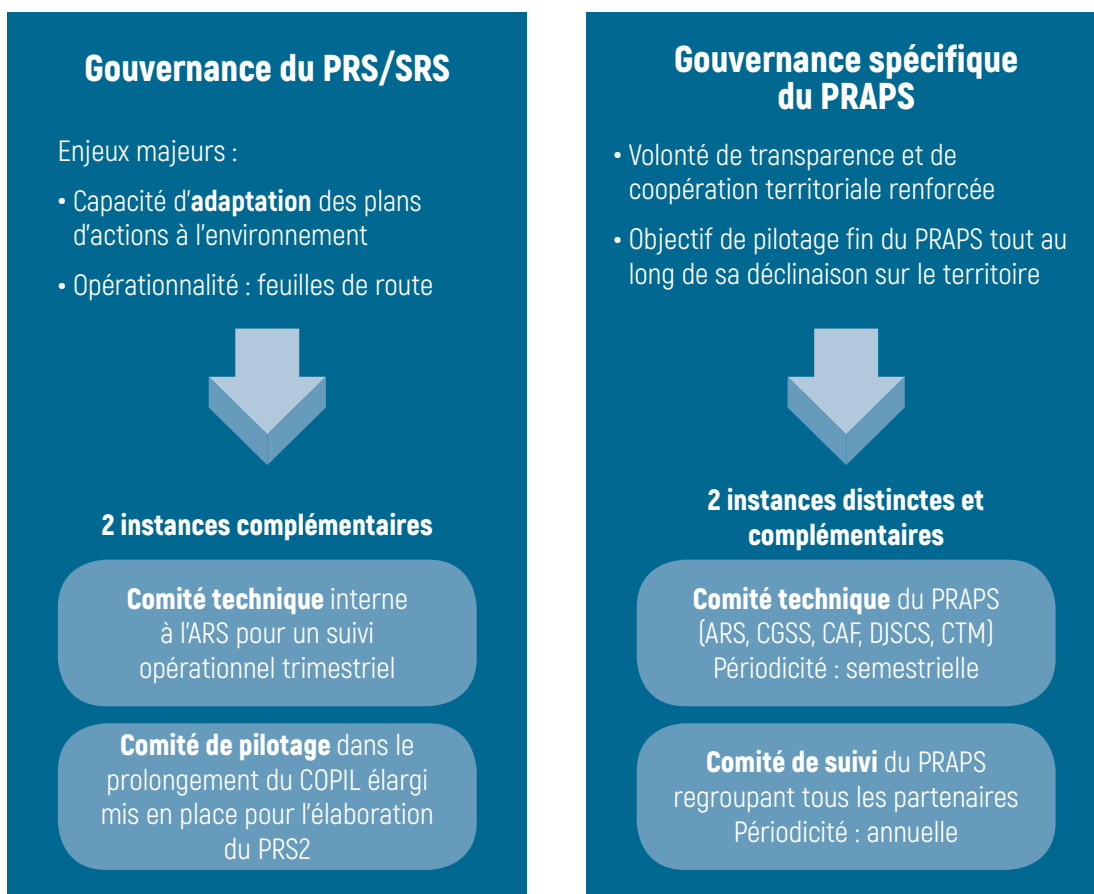 Gouvernance du PRS/SRS
Enjeux majeurs :
• Capacité d'adaptation des plans
d'actions à l'environnement
• Opérationnalité : feuilles de route
2 instances complémentaires
Comité technique interne
à l'ARS pour un suivi
opérationnel trimestriel
Comité de pilotage dans le
prolongement du COPIL élargi
mis en place pour l'élaboration
du PRS2
Gouvernance spécifique
du PRAPS
• Volonté de transparence et de
coopération territoriale renforcée
• Objectif de pilotage fin du PRAPS tout au
long de sa déclinaison sur le territoire
2 instances distinctes et
complémentaires
Comité technique du PRAPS
(ARS, CGSS, CAF, DJSCS, CTM)
Périodicité : semestrielle
Comité de suivi du PRAPS
regroupant tous les partenaires
Périodicité : annuelle